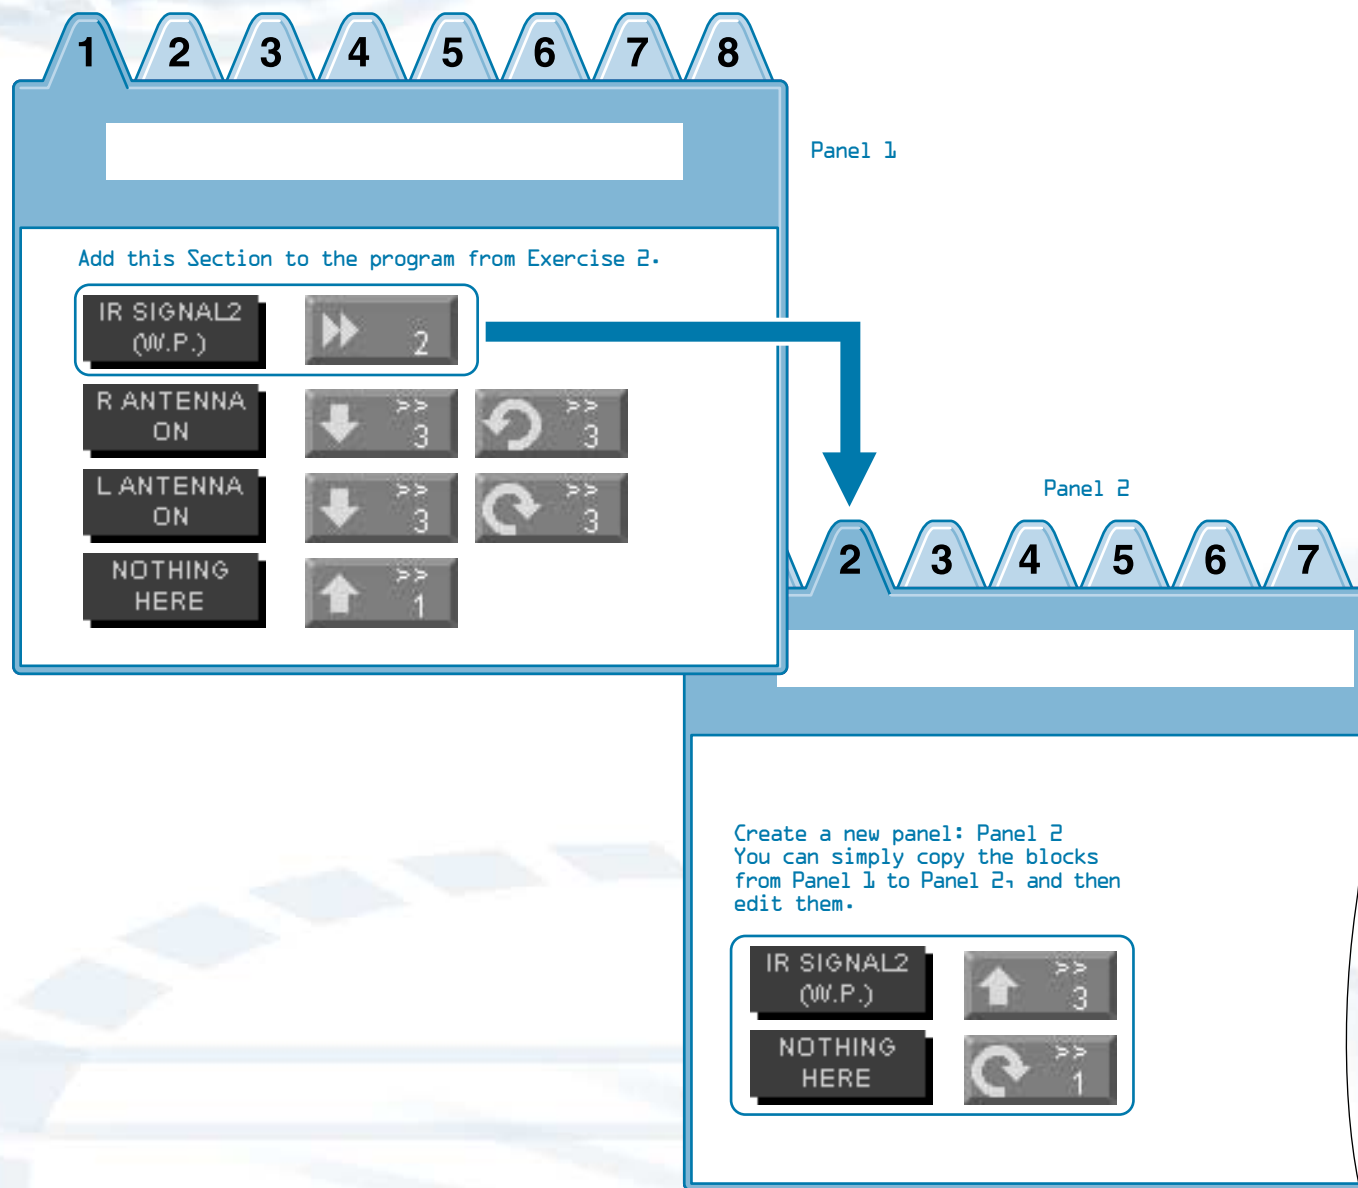 1 2 3 4 5 6 7 8
Panel 1
Add this Section to the program from Exercise 2.
IR SIGNAL2
(W.P.)
2
R ANTENNA
ON
>>
3
>>
3
L ANTENNA
ON
>>
3
>>
3
NOTHING
HERE
>>
1
Panel 2
2 3 4 5 6 7
Create a new panel: Panel 2
You can simply copy the blocks
from Panel 1 to Panel 2, and then
edit them.
IR SIGNAL2
(W.P.)
>>
3
NOTHING
HERE
>>
1